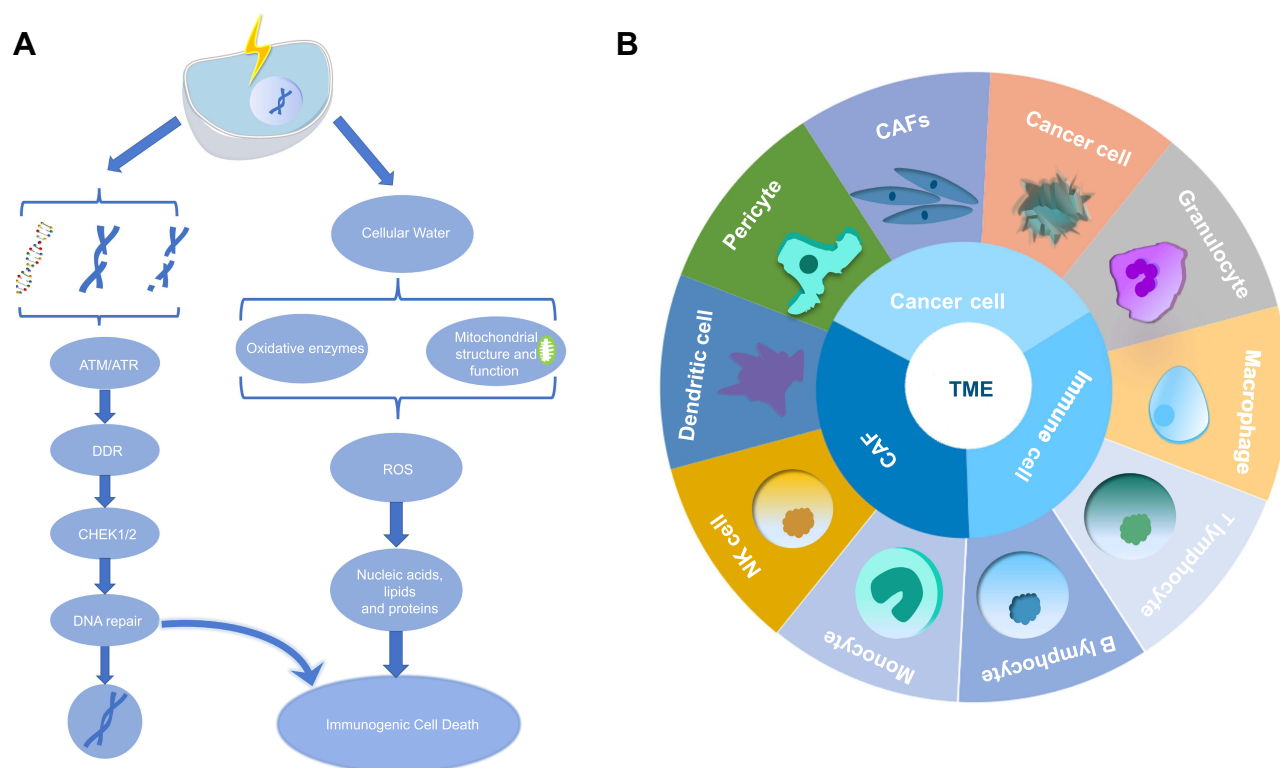 A
Cellular Water
Oxidative enzymes
Mitochondrial
structure and
function
ATM/ATR
DDR
CHEK1/2
DNA repair
ROS
Nucleic acids,
lipids
and proteins
Immunogenic Cell Death
B
CAFs
Cancer cell
Granulocyte
Macrophage
T lymphocyte
B lymphocyte
Monocyte
NK cell
Dendritic cell
Pericyte
Cancer cell
Immune cell
CAF
TME